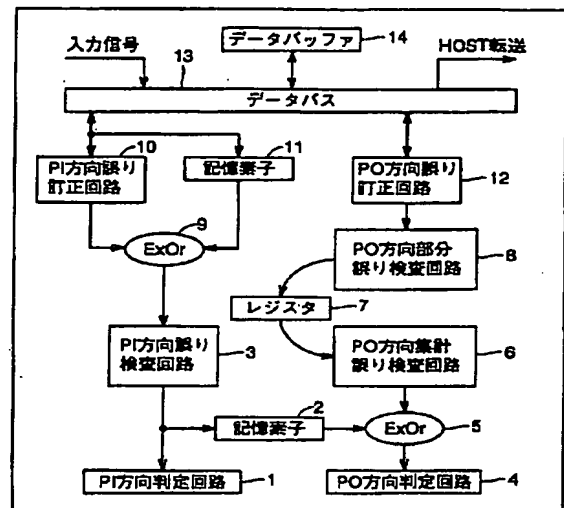 入力信号
データバッファ
14
HOST転送
13
データバス
10
PI方向誤り
訂正回路
11
記憶素子
PO方向誤り
訂正回路
12
9
ExOr
PO方向部分
誤り検査回路
8
レジスタ
7
PI方向誤り
検査回路
3
PO方向集計
誤り検査回路
6
2
記憶素子
ExOr
5
PI方向判定回路
1
PO方向判定回路
4